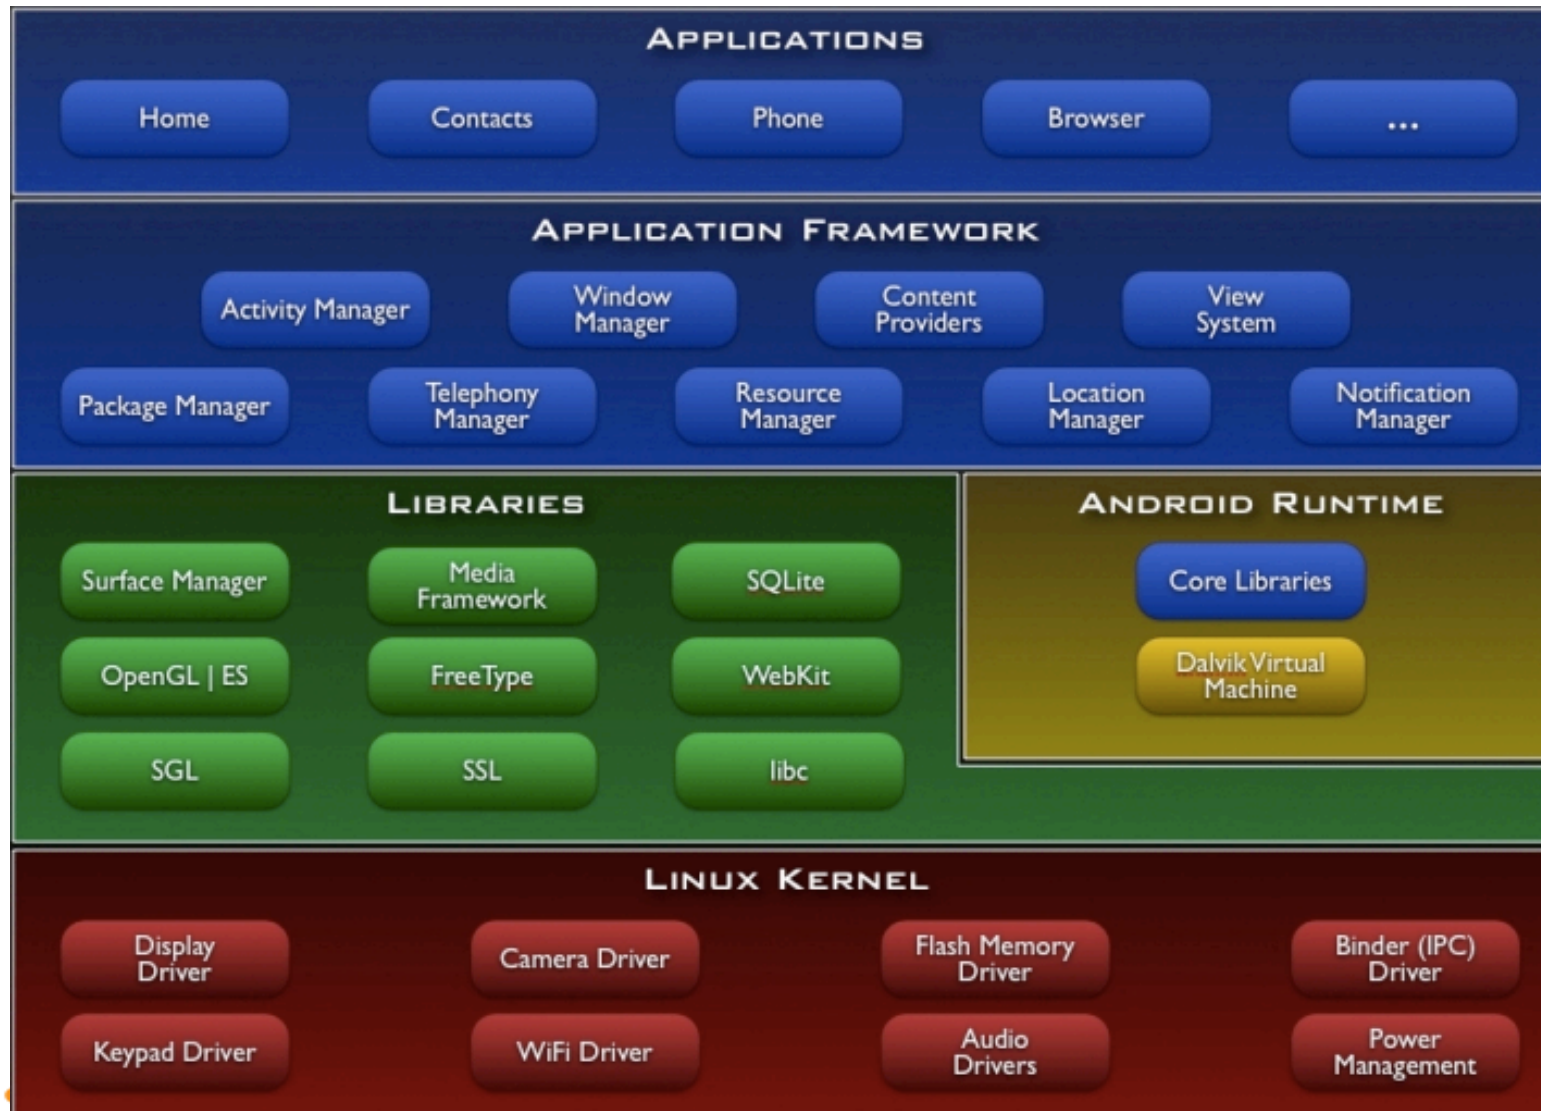 APPLICATIONS
Home
Contacts
Phone
Browser
...
APPLICATION FRAMEWORK
Activity Manager
Window
Manager
Content
Providers
View
System
Package Manager
Telephony
Manager
Resource
Manager
Location
Manager
Notification
Manager
LIBRARIES
Surface Manager
Media
Framework
SQLite
OpenGL | ES
FreeType
WebKit
SGL
SSL
libc
ANDROID RUNTIME
Core Libraries
Dalvik Virtual
Machine
LINUX KERNEL
Display
Driver
Camera Driver
Flash Memory
Driver
Binder (IPC)
Driver
Keypad Driver
WiFi Driver
Audio
Drivers
Power
Management